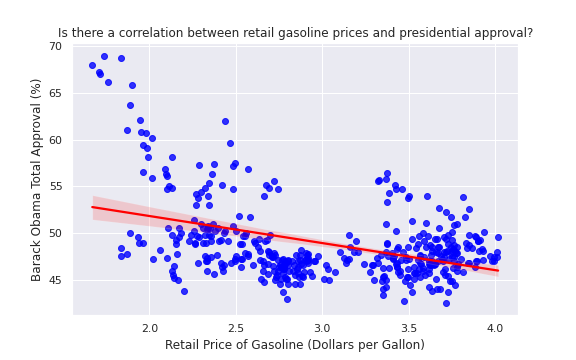 Is there a correlation between retail gasoline prices and presidential approval?
70
65
60
55
50
45
Barack Obama Total Approval (%)
2.0 2.5 3.0 3.5 4.0
Retail Price of Gasoline (Dollars per Gallon)